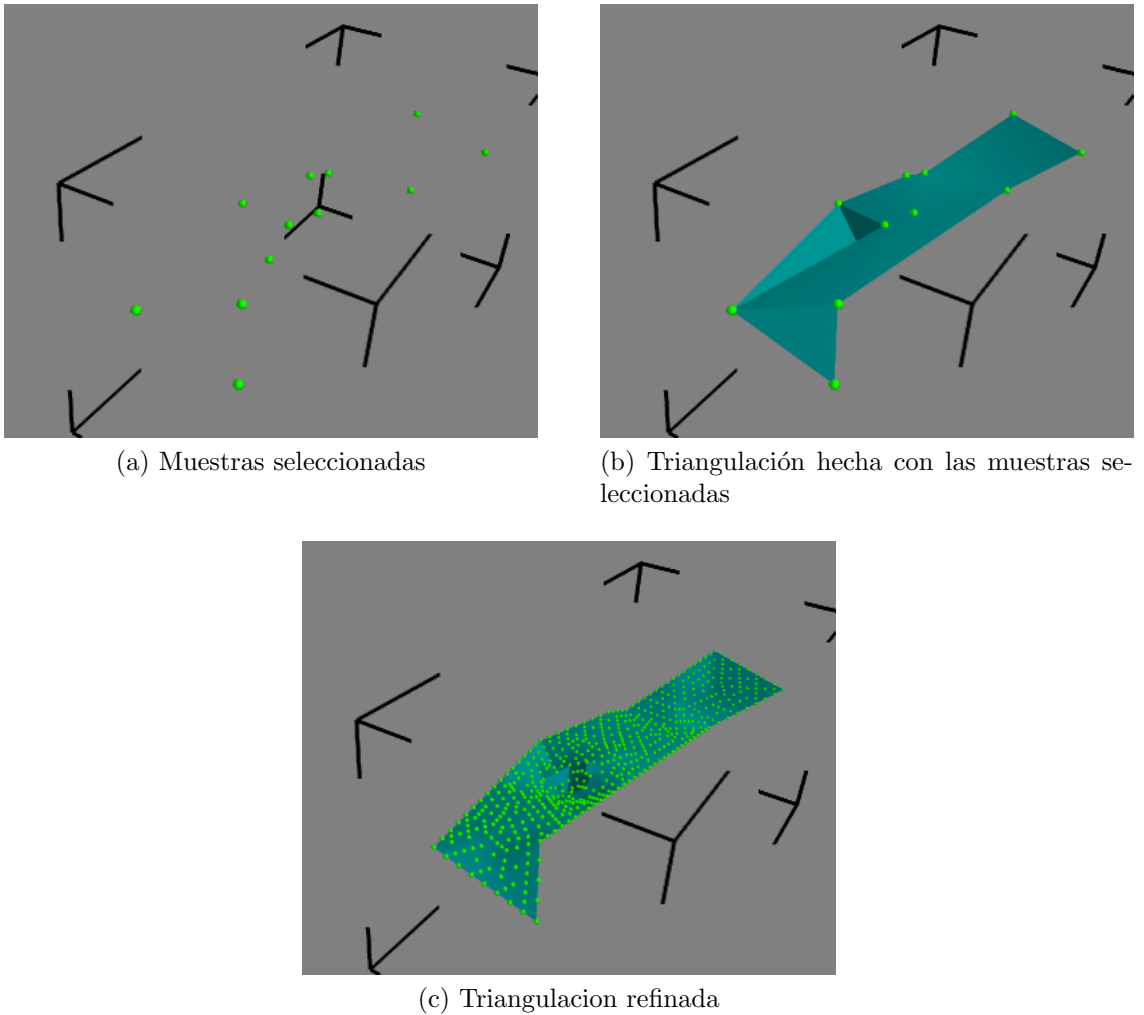 (a) Muestras seleccionadas
(b) Triangulación hecha con las muestras se-
leccionadas
(c) Triangulacion refinada